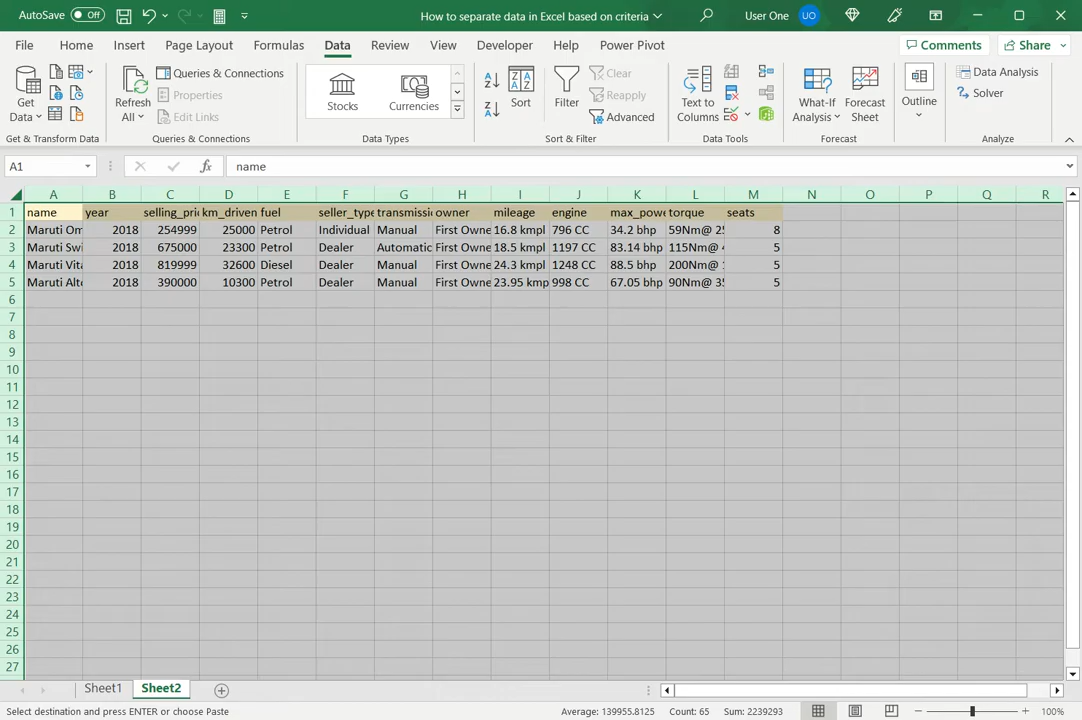 AutoSave Off How to separate data in Excel based on criteria User One UO
File Home Insert Page Layout Formulas Data Review View Developer Help Power Pivot Comments Share
Get Data
Refresh All
Queries & Connections
Properties
Edit Links
Stocks Currencies
Sort Filter
Clear
Reapply
Advanced
Text to Columns
What-If Analysis
Forecast Sheet
Outline
Data Analysis
Solver
Get & Transform Data Queries & Connections Data Types Sort & Filter Data Tools Forecast Analyze
A1 fx name
A B C D E F G H I J K L M N O P Q R
1 name year selling_pri km_driven fuel seller_type transmissi owner mileage engine max_powe torque seats
2 Maruti Om 2018 254999 25000 Petrol Individual Manual First Owne 16.8 kmpl 796 CC 34.2 bhp 59Nm@ 25 8
3 Maruti Swi 2018 675000 23300 Petrol Dealer Automatic First Owne 18.5 kmpl 1197 CC 83.14 bhp 115Nm@ 4 5
4 Maruti Vita 2018 819999 32600 Diesel Dealer Manual First Owne 24.3 kmpl 1248 CC 88.5 bhp 200Nm@ 1 5
5 Maruti Alto 2018 390000 10300 Petrol Dealer Manual First Owne 23.95 kmp 998 CC 67.05 bhp 90Nm@ 35 5
6
7
8
9
10
11
12
13
14
15
16
17
18
19
20
21
22
23
24
25
26
27
Sheet1 Sheet2
Select destination and press ENTER or choose Paste Average: 139955.8125 Count: 65 Sum: 2239293 100%